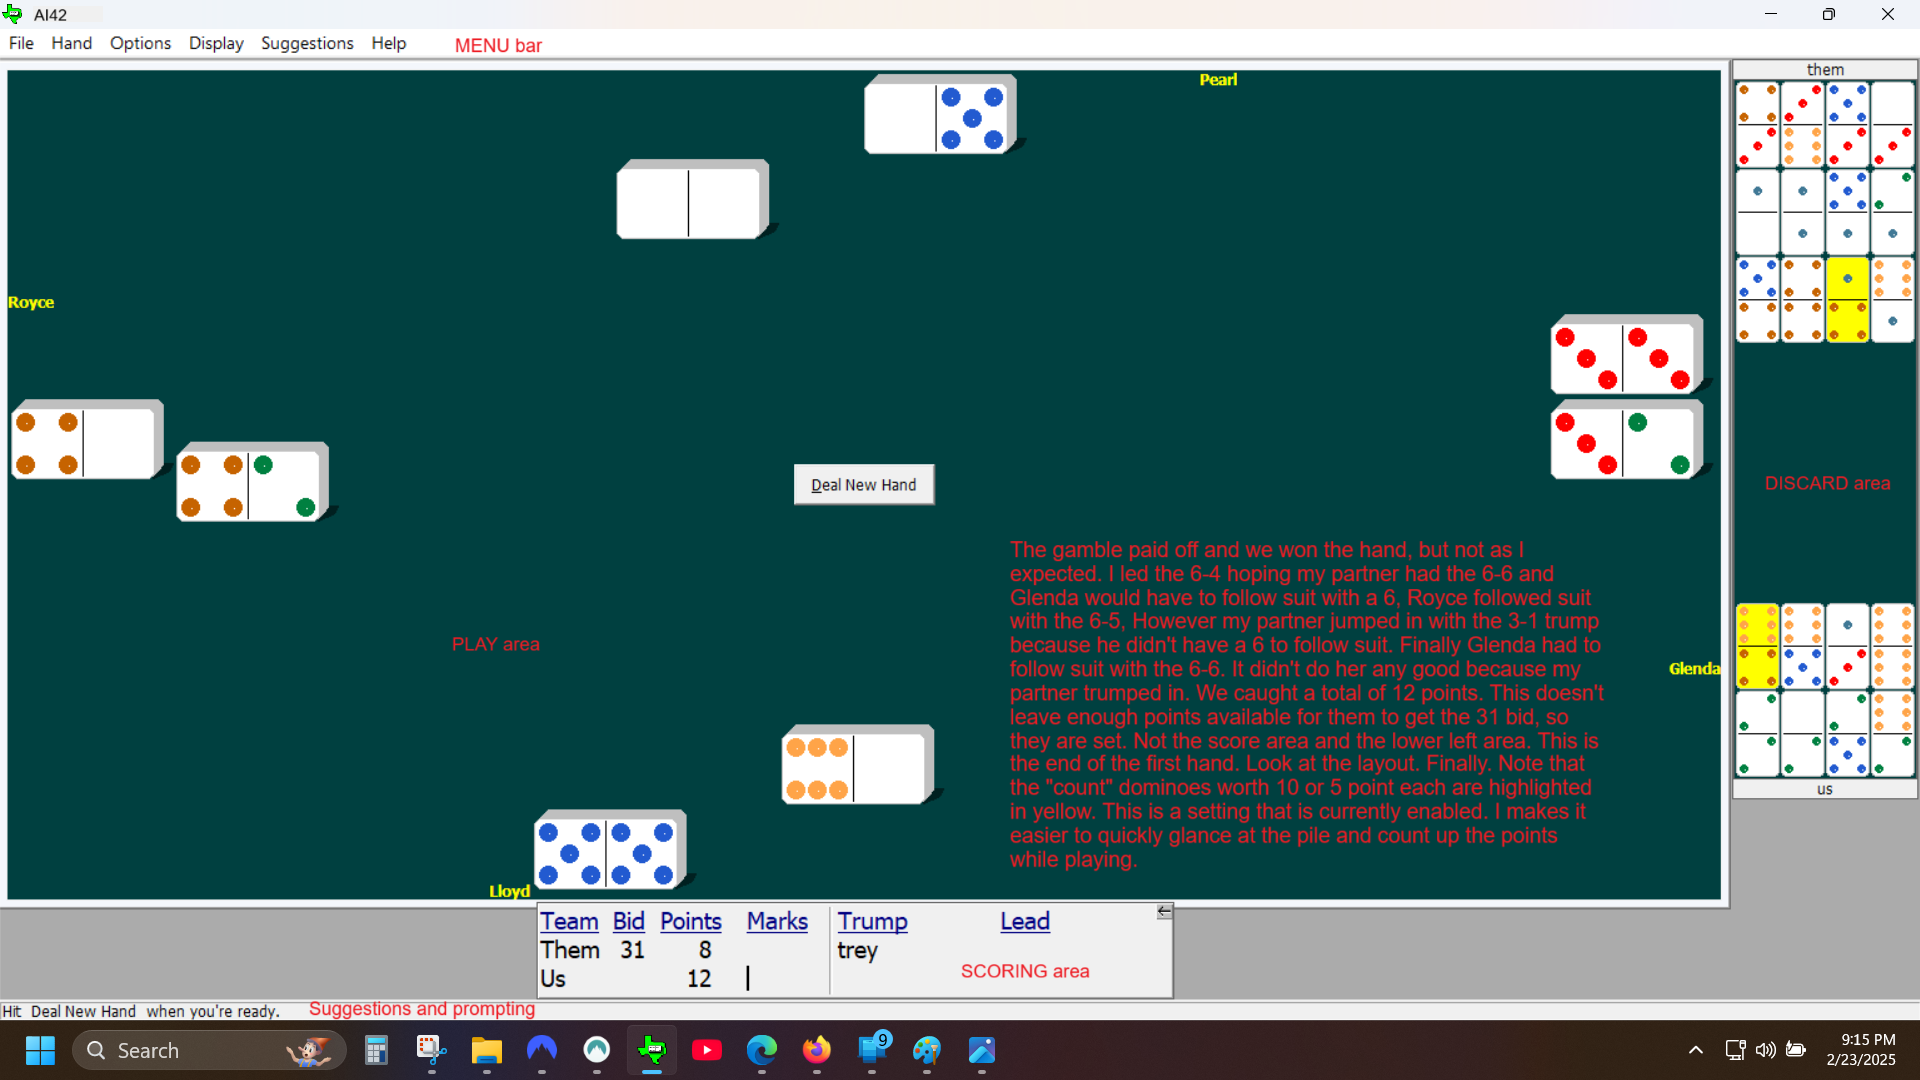 AI42
File Hand Options Display Suggestions Help MENU bar
Pearl
them
Royce
Deal New Hand
DISCARD area
The gamble paid off and we won the hand, but not as I
expected. I led the 6-4 hoping my partner had the 6-6 and
Glenda would have to follow suit with a 6, Royce followed suit
with the 6-5, However my partner jumped in with the 3-1 trump
because he didn't have a 6 to follow suit. Finally Glenda had to
follow suit with the 6-6. It didn't do her any good because my
partner trumped in. We caught a total of 12 points. This doesn't
leave enough points available for them to get the 31 bid, so
they are set. Not the score area and the lower left area. This is
the end of the first hand. Look at the layout. Finally. Note that
the "count" dominoes worth 10 or 5 point each are highlighted
in yellow. This is a setting that is currently enabled. I makes it
easier to quickly glance at the pile and count up the points
while playing.
PLAY area
Glenda
us
Lloyd
Team Bid Points Marks Trump Lead
Them 31 8 trey
Us 12 SCORING area
Hit Deal New Hand when you're ready. Suggestions and prompting
Search
9
9:15 PM
2/23/2025